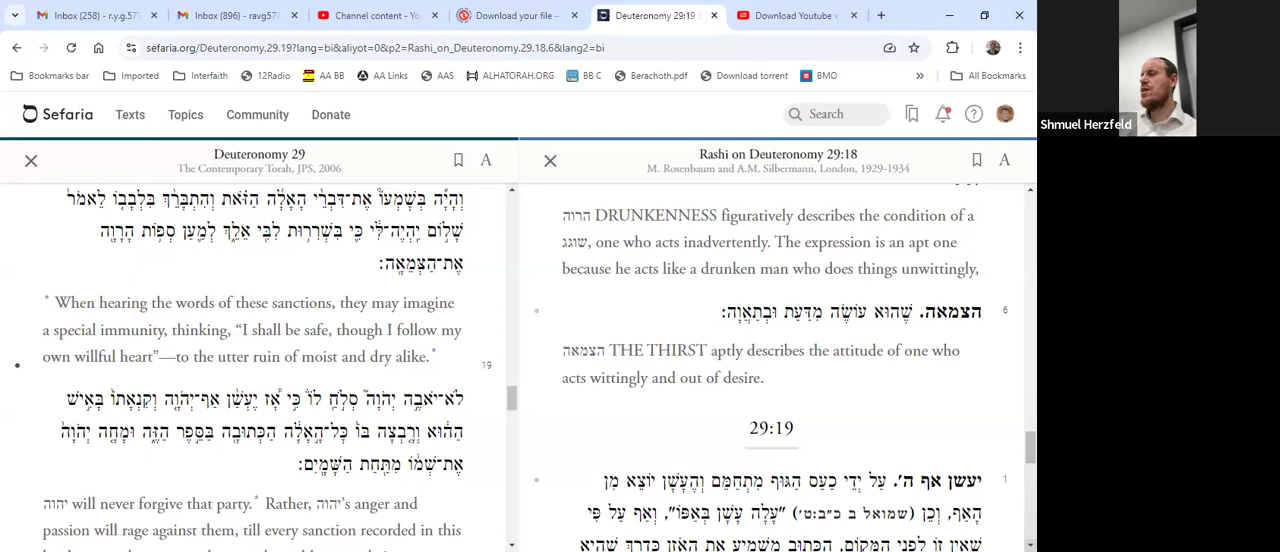 Inbox (258) - r.y.g.57
Inbox (896) - ravg577
Channel content - Yo
Download your file –
Deuteronomy 29:19
Download Youtube v
sefaria.org/Deuteronomy.29.19?lang=bi&aliyot=0&p2=Rashi_on_Deuteronomy.29.18.6&lang2=bi
Bookmarks bar
Imported
Interfaith
12Radio
AA BB
AA Links
AAS
ALHATORAH.ORG
BB C
Berachoth.pdf
Download torrent
BMO
All Bookmarks
Sefaria
Texts
Topics
Community
Donate
Search
Deuteronomy 29
The Contemporary Torah, JPS, 2006
וְהָיָ֡ה בְּשׇׁמְעוֹ֩ אֶת־דִּבְרֵ֨י הָאָלָ֜ה הַזֹּ֗את וְהִתְבָּרֵ֨ךְ בִּלְבָב֤וֹ לֵאמֹר֙
שָׁל֣וֹם יִֽהְיֶה־לִּ֔י כִּ֛י בִּשְׁרִר֥וּת לִבִּ֖י אֵלֵ֑ךְ לְמַ֛עַן סְפ֥וֹת הָרָוָ֖ה
אֶת־הַצְּמֵאָֽה׃
* When hearing the words of these sanctions, they may imagine
a special immunity, thinking, “I shall be safe, though I follow my
own willful heart”—to the utter ruin of moist and dry alike.*
19
לֹא־יֹאבֶ֣ה יְהֹוָה֮ סְלֹ֣חַֽ לוֹ֒ כִּ֣י אָ֠ז יֶעְשַׁ֨ן אַף־יְהֹוָ֤ה וְקִנְאָתוֹ֙ בָּאִ֣ישׁ
הַה֔וּא וְרָ֤בְצָה בּוֹ֙ כׇּל־הָ֣אָלָ֔ה הַכְּתוּבָ֖ה בַּסֵּ֣פֶר הַזֶּ֑ה וּמָחָ֤ה יְהֹוָה֙
אֶת־שְׁמ֔וֹ מִתַּ֖חַת הַשָּׁמָֽיִם׃
יהוה will never forgive that party.* Rather, יהוה’s anger and
passion will rage against them, till every sanction recorded in this
Rashi on Deuteronomy 29:18
M. Rosenbaum and A.M. Silbermann, London, 1929-1934
הרוה DRUNKENNESS figuratively describes the condition of a
שוגג, one who acts inadvertently. The expression is an apt one
because he acts like a drunken man who does things unwittingly,
6
הצמאה. שֶׁהוּא עוֹשֶׂה מִדַּעַת וּבְתַאֲוָה:
הצמאה THE THIRST aptly describes the attitude of one who
acts wittingly and out of desire.
29:19
1
יעשן אף ה'. עַל יְדֵי כַעַס הַגּוּף מִתְחַמֵּם וְהֶעָשָׁן יוֹצֵא מִן
הָאַף, וְכֵן (שמואל ב כ"ב:ט') "עָלָה עָשָׁן בְּאַפּוֹ", וְאַף עַל פִּי
שֶׁאֵין זוֹ לִפְנֵי הַמָּקוֹם, הַכָּתוּב מַשְׁמִיעַ אֶת הָאֹזֶן כְּדֶרֶךְ שֶׁהִיא
Shmuel Herzfeld